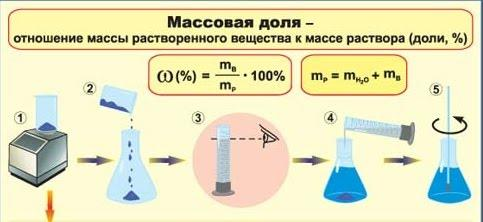 Массовая доля –
отношение массы растворенного вещества к массе раствора (доли, %)
ω(%) = mв/mр · 100%
mр = mH₂O + mв
1
2
3
4
5